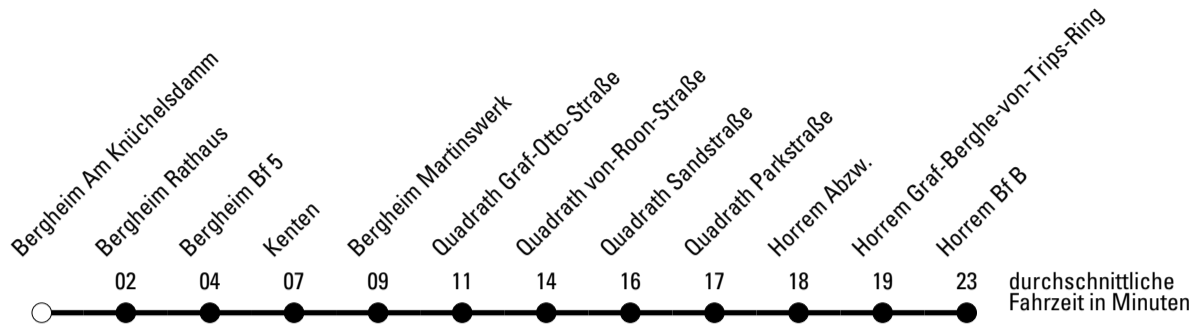 Bergheim Am Knüchelsdamm
Bergheim Rathaus
Bergheim Bf 5
Kenten
Bergheim Martinswerk
Quadrath Graf-Otto-Straße
Quadrath von-Roon-Straße
Quadrath Sandstraße
Quadrath Parkstraße
Horrem Abzw.
Horrem Graf-Berghe-von-Trips-Ring
Horrem Bf B
02 04 07 09 11 14 16 17 18 19 23
durchschnittliche
Fahrzeit in Minuten